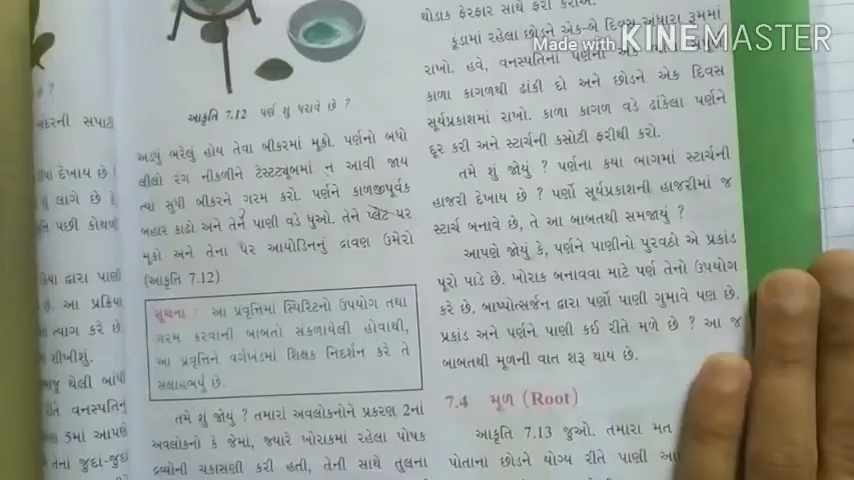 આકૃતિ 7.12 પર્ણ શું ધરાવે છે ?
અડધું ભરેલું હોય તેવા બીકરમાં મૂકો. પર્ણનો બધો
લીલો રંગ નીકળીને ટેસ્ટટ્યૂબમાં ન આવી જાય
ત્યાં સુધી બીકરને ગરમ કરો. પર્ણને કાળજીપૂર્વક
બહાર કાઢો અને તેને પાણી વડે ધુઓ. તેને પ્લેટ પર
મૂકો અને તેના પર આયોડિનનું દ્રાવણ ઉમેરો
(આકૃતિ 7.12).
સૂચના : આ પ્રવૃત્તિમાં સ્પિરિટનો ઉપયોગ તથા
ગરમ કરવાની બાબતો સંકળાયેલી હોવાથી,
આ પ્રવૃત્તિને વર્ગખંડમાં શિક્ષક નિદર્શન કરે તે
સલાહભર્યું છે.
તમે શું જોયું ? તમારાં અવલોકનોને પ્રકરણ 2નાં
અવલોકનો કે જેમાં, જ્યારે ખોરાકમાં રહેલા પોષક
દ્રવ્યોની ચકાસણી કરી હતી, તેની સાથે તુલના
થોડાક ફેરફાર સાથે ફરી કરીએ.
કૂંડામાં રહેલા છોડને એક-બે દિવસ અંધારા રૂમમાં
Made with KINEMASTER
રાખો. હવે, વનસ્પતિના પર્ણના એક
કાળા કાગળથી ઢાંકી દો અને છોડને એક દિવસ
સૂર્યપ્રકાશમાં રાખો. કાળા કાગળ વડે ઢાંકેલા પર્ણને
દૂર કરી અને સ્ટાર્ચની કસોટી ફરીથી કરો.
તમે શું જોયું ? પર્ણના કયા ભાગમાં સ્ટાર્ચની
હાજરી દેખાય છે ? પર્ણો સૂર્યપ્રકાશની હાજરીમાં જ
સ્ટાર્ચ બનાવે છે, તે આ બાબતથી સમજાયું ?
આપણે જોયું કે, પર્ણને પાણીનો પુરવઠો એ પ્રકાંડ
પૂરો પાડે છે. ખોરાક બનાવવા માટે પર્ણ તેનો ઉપયોગ
કરે છે. બાષ્પોત્સર્જન દ્વારા પર્ણો પાણી ગુમાવે પણ છે.
પ્રકાંડ અને પર્ણને પાણી કઈ રીતે મળે છે ? આ જ
બાબતથી મૂળની વાત શરૂ થાય છે.
7.4 મૂળ (Root)
આકૃતિ 7.13 જુઓ. તમારા મત
પોતાના છોડને યોગ્ય રીતે પાણી